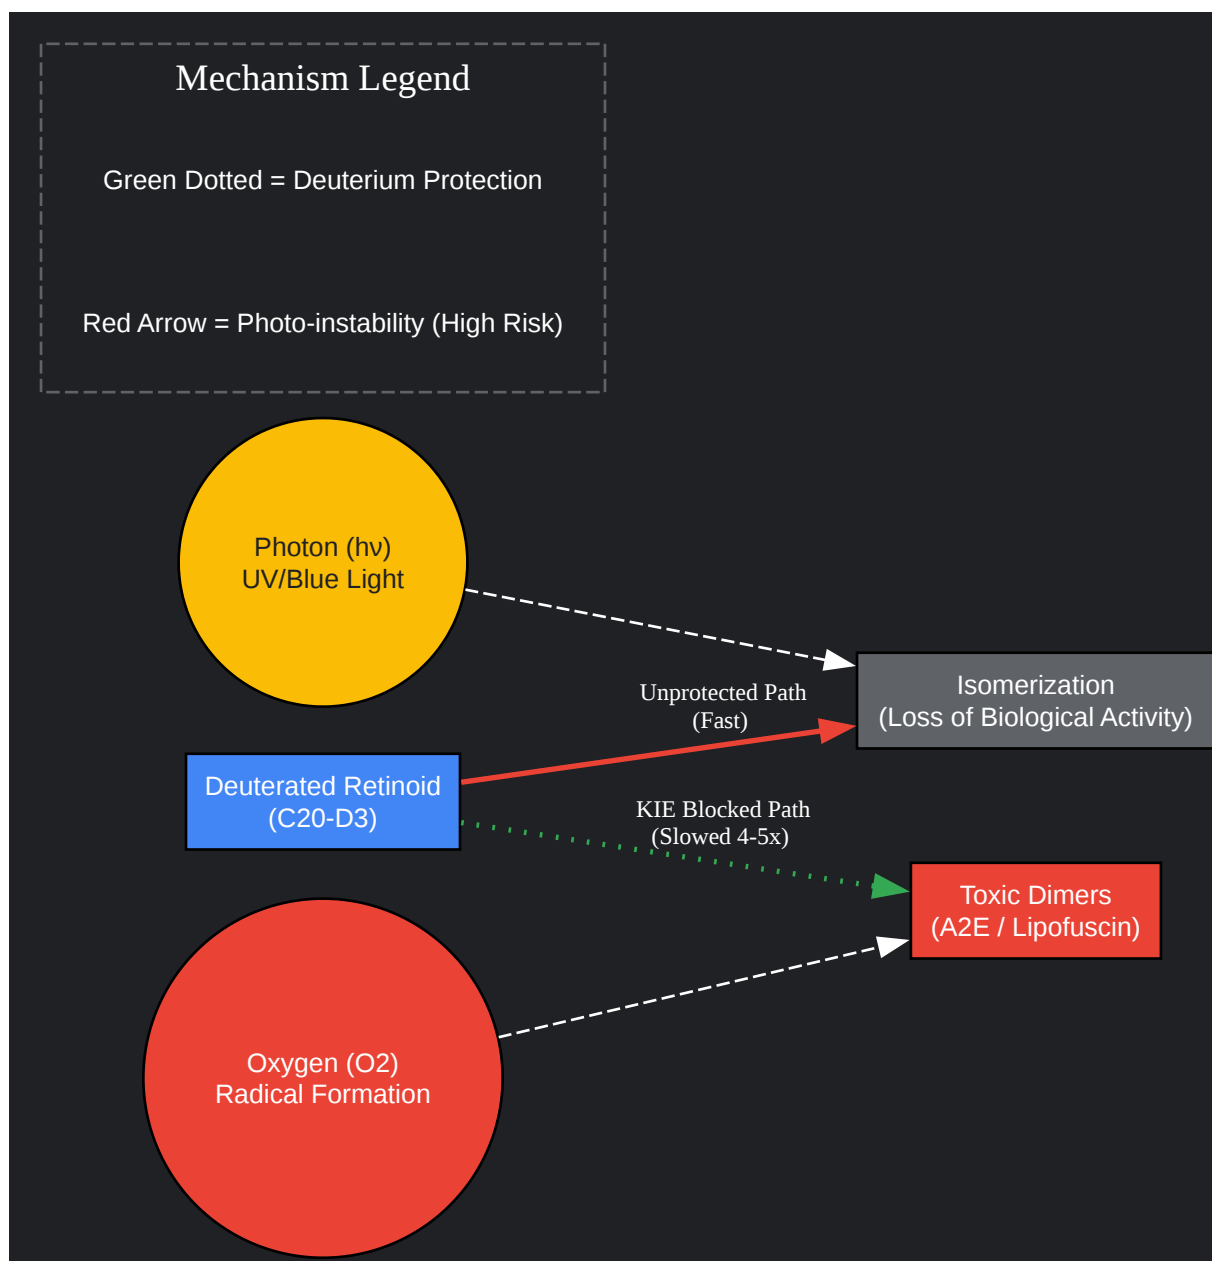 Mechanism Legend
Green Dotted = Deuterium Protection
Red Arrow = Photo-instability (High Risk)
Photon (hν)
UV/Blue Light
Unprotected Path
(Fast)
Isomerization
(Loss of Biological Activity)
Deuterated Retinoid
(C20-D3)
KIE Blocked Path
(Slowed 4-5x)
Toxic Dimers
(A2E / Lipofuscin)
Oxygen (O2)
Radical Formation